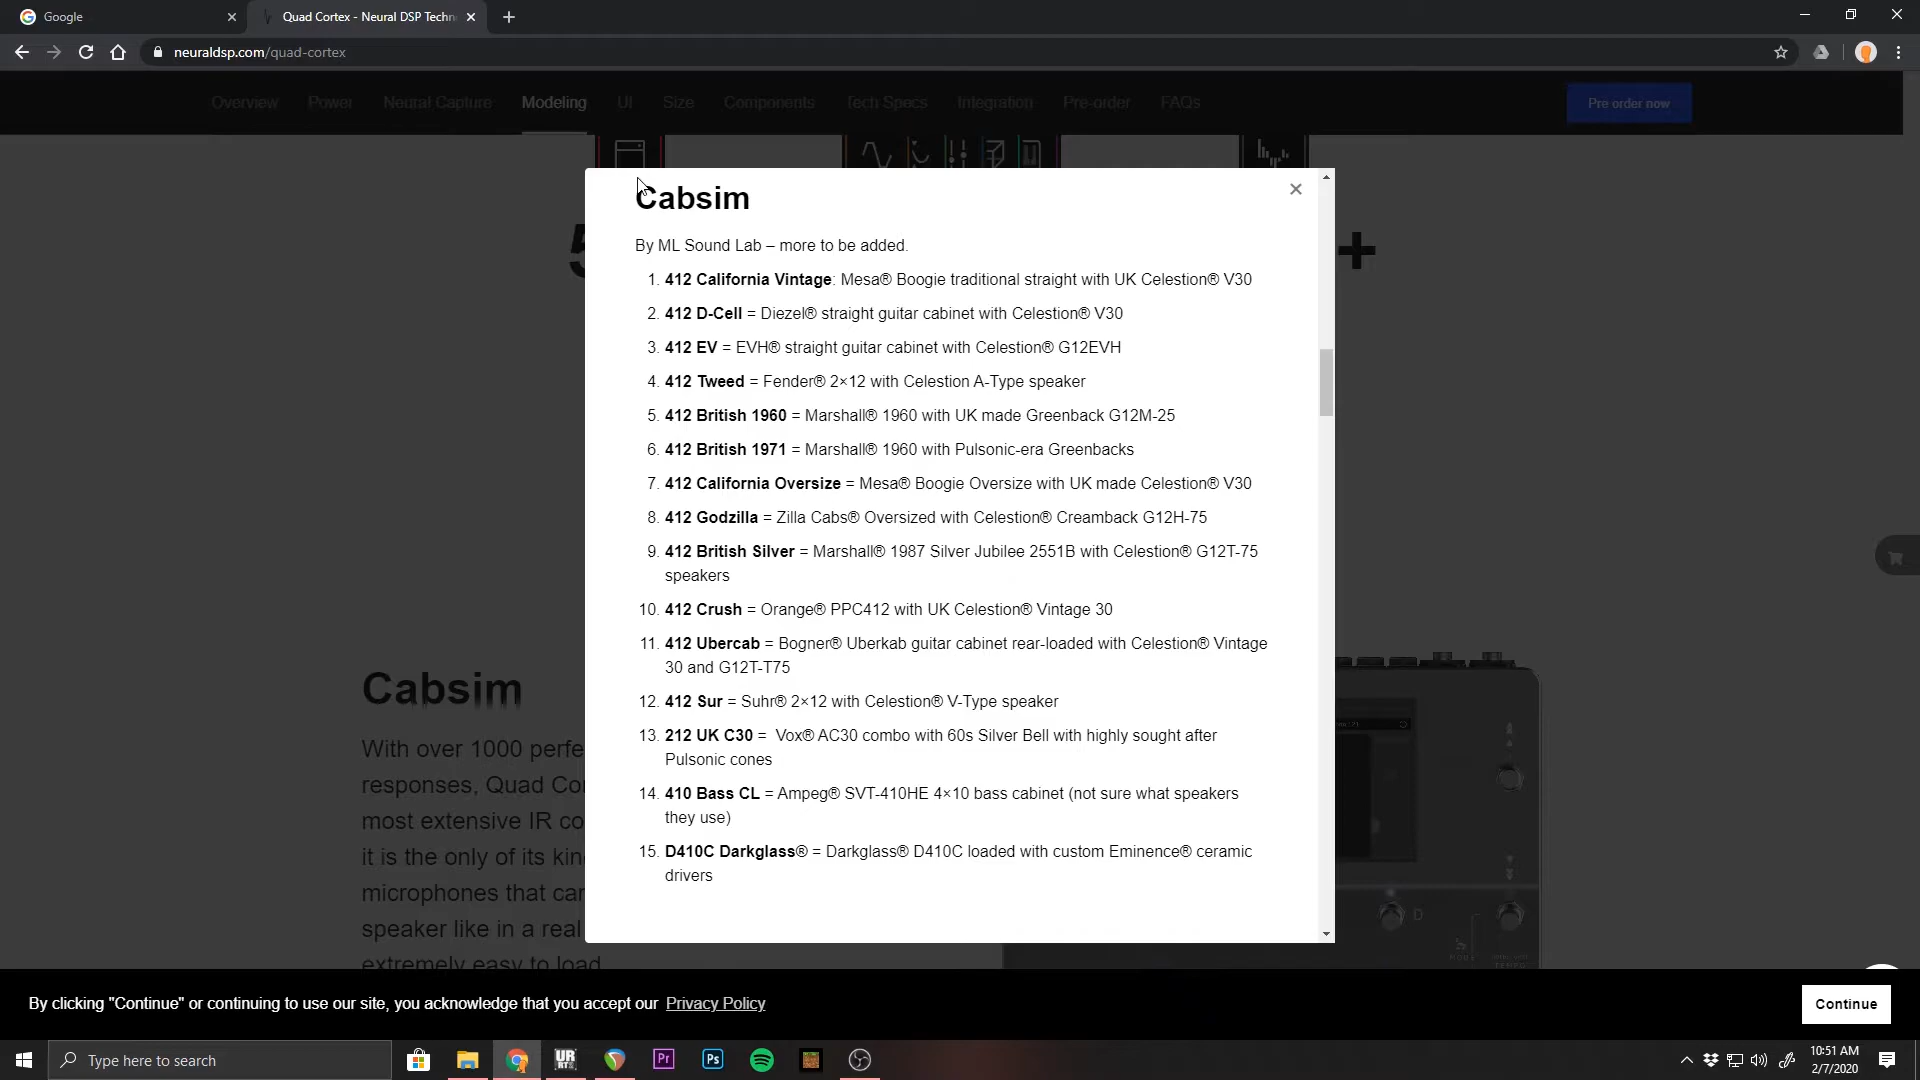 Google
Quad Cortex - Neural DSP Techn
neuraldsp.com/quad-cortex
Overview Power Neural Capture Modeling UI Size Components Tech Specs Integration Pre-order FAQs Pre order now
5 +
Cabsim
By ML Sound Lab – more to be added.
1. 412 California Vintage: Mesa® Boogie traditional straight with UK Celestion® V30
2. 412 D-Cell = Diezel® straight guitar cabinet with Celestion® V30
3. 412 EV = EVH® straight guitar cabinet with Celestion® G12EVH
4. 412 Tweed = Fender® 2×12 with Celestion A-Type speaker
5. 412 British 1960 = Marshall® 1960 with UK made Greenback G12M-25
6. 412 British 1971 = Marshall® 1960 with Pulsonic-era Greenbacks
7. 412 California Oversize = Mesa® Boogie Oversize with UK made Celestion® V30
8. 412 Godzilla = Zilla Cabs® Oversized with Celestion® Creamback G12H-75
9. 412 British Silver = Marshall® 1987 Silver Jubilee 2551B with Celestion® G12T-75
speakers
10. 412 Crush = Orange® PPC412 with UK Celestion® Vintage 30
11. 412 Ubercab = Bogner® Uberkab guitar cabinet rear-loaded with Celestion® Vintage
30 and G12T-T75
12. 412 Sur = Suhr® 2×12 with Celestion® V-Type speaker
13. 212 UK C30 = Vox® AC30 combo with 60s Silver Bell with highly sought after
Pulsonic cones
14. 410 Bass CL = Ampeg® SVT-410HE 4×10 bass cabinet (not sure what speakers
they use)
15. D410C Darkglass® = Darkglass® D410C loaded with custom Eminence® ceramic
drivers
Cabsim
With over 1000 perfe
responses, Quad Cor
most extensive IR co
it is the only of its kin
microphones that can
speaker like in a real
extremely easy to load
D
MODE
TEMPO
By clicking "Continue" or continuing to use our site, you acknowledge that you accept our Privacy Policy
Continue
Type here to search
UR
RT
Pr
Ps
10:51 AM
2/7/2020